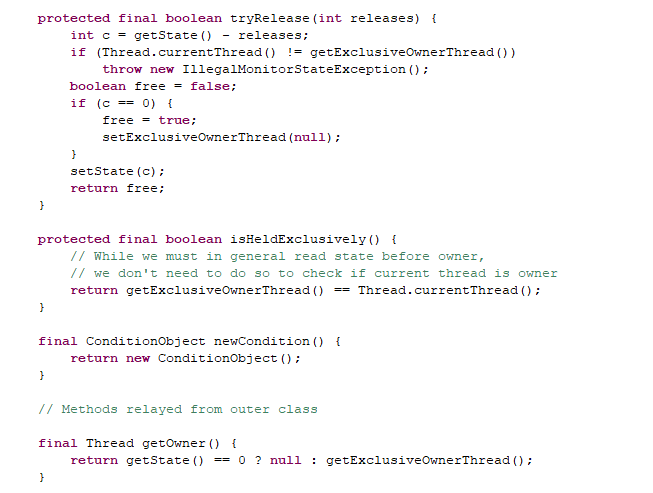 protected final boolean tryRelease(int releases) {
    int c = getState() - releases;
    if (Thread.currentThread() != getExclusiveOwnerThread())
        throw new IllegalMonitorStateException();
    boolean free = false;
    if (c == 0) {
        free = true;
        setExclusiveOwnerThread(null);
    }
    setState(c);
    return free;
}

protected final boolean isHeldExclusively() {
    // While we must in general read state before owner,
    // we don't need to do so to check if current thread is owner
    return getExclusiveOwnerThread() == Thread.currentThread();
}

final ConditionObject newCondition() {
    return new ConditionObject();
}

// Methods relayed from outer class

final Thread getOwner() {
    return getState() == 0 ? null : getExclusiveOwnerThread();
}